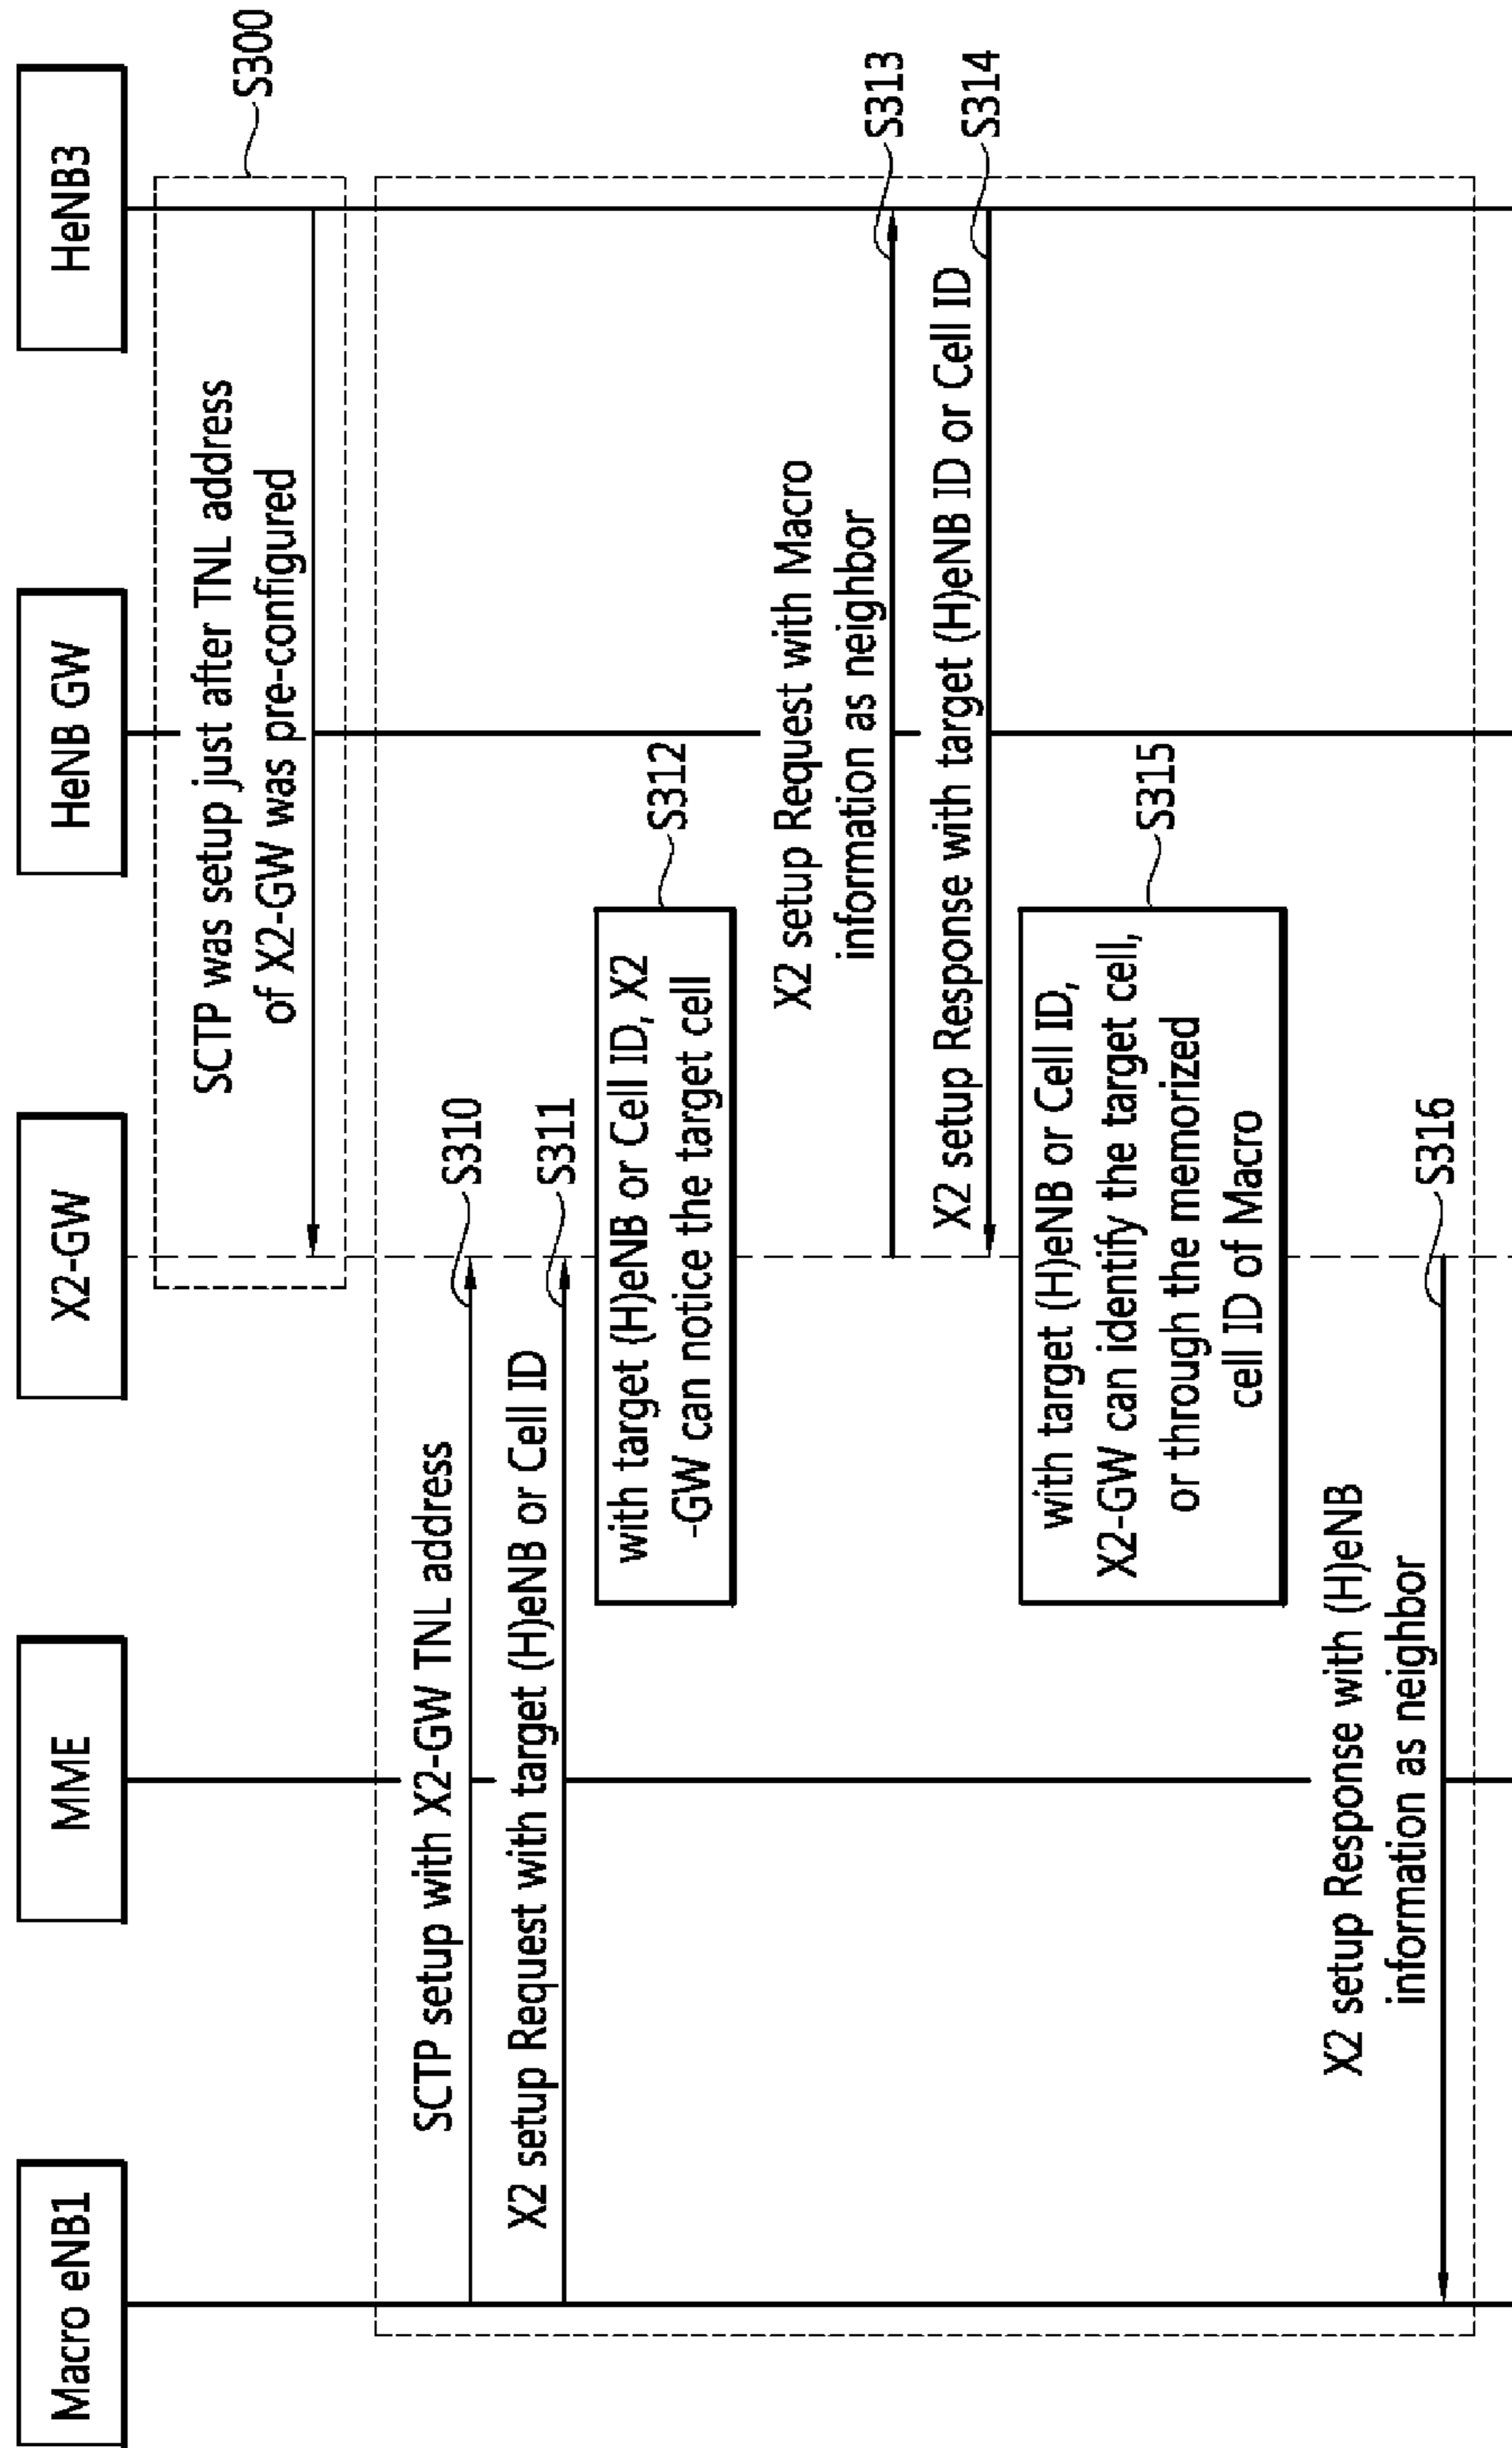 Macro eNB1
MME
X2-GW
HeNB GW
HeNB3
S300
SCTP was setup just after TNL address
of X2-GW was pre-configured
SCTP setup with X2-GW TNL address
S310
X2 setup Request with target (H)eNB or Cell ID
S311
with target (H)eNB or Cell ID, X2
-GW can notice the target cell
S312
X2 setup Request with Macro
information as neighbor
S313
X2 setup Response with target (H)eNB ID or Cell ID
S314
with target (H)eNB or Cell ID,
X2-GW can identify the target cell,
or through the memorized
cell ID of Macro
S315
X2 setup Response with (H)eNB
information as neighbor
S316